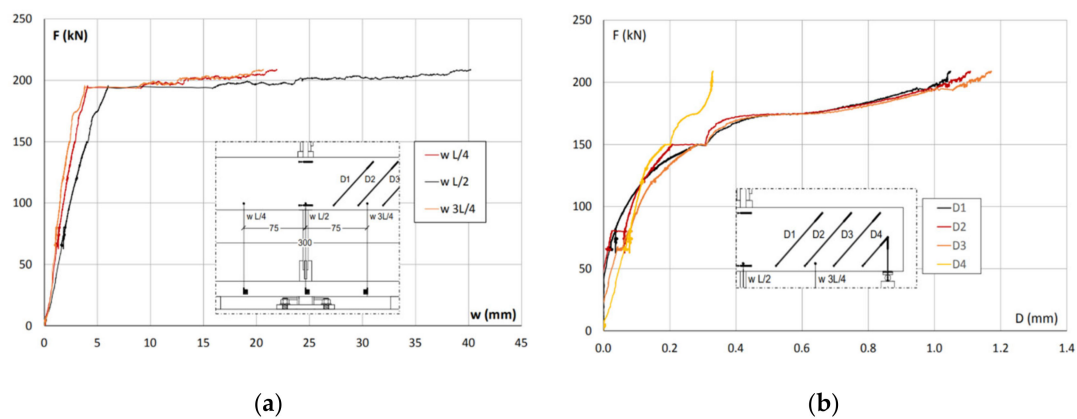 F (kN)
250
200
150
100
50
0
0 5 10 15 20 25 30 35 40 45
w (mm)
w L/4
w L/2
w 3L/4
D1 D2 D3
w L/4 w L/2 w 3L/4
75 75
300
(a)
F (kN)
250
200
150
100
50
0
0.0 0.2 0.4 0.6 0.8 1.0 1.2 1.4
D (mm)
D1
D2
D3
D4
D1 D2 D3 D4
w L/2 w 3L/4
(b)